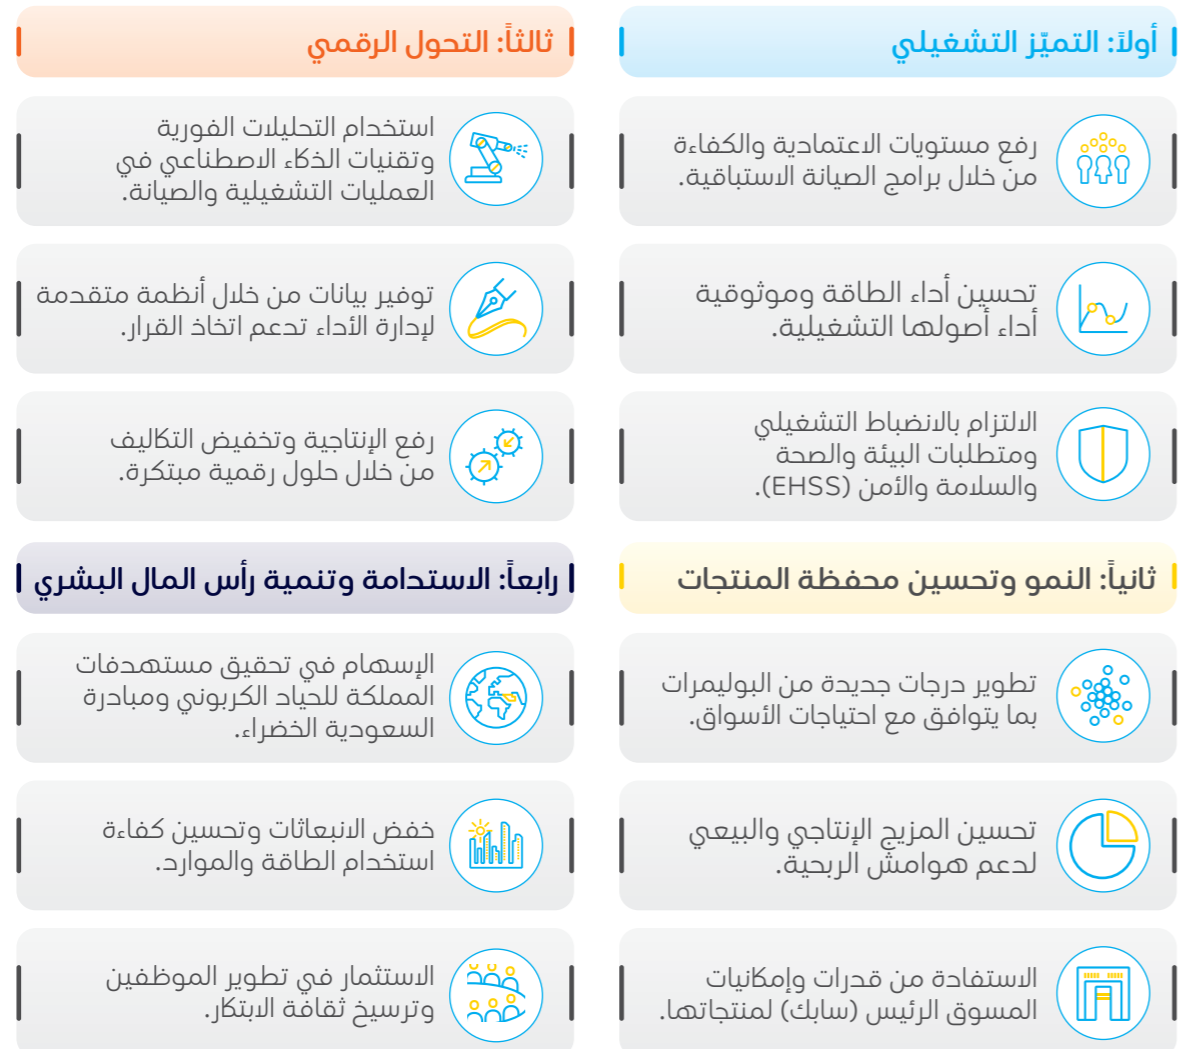 أولاً: التميّز التشغيلي
رفع مستويات الاعتمادية والكفاءة
من خلال برامج الصيانة الاستباقية.
تحسين أداء الطاقة وموثوقية
أداء أصولها التشغيلية.
الالتزام بالانضباط التشغيلي
ومتطلبات البيئة والصحة
والسلامة والأمن (EHSS).
ثانياً: النمو وتحسين محفظة المنتجات
تطوير درجات جديدة من البوليمرات
بما يتوافق مع احتياجات الأسواق.
تحسين المزيج الإنتاجي والبيعي
لدعم هوامش الربحية.
الاستفادة من قدرات وإمكانيات
المسوق الرئيس (سابك) لمنتجاتها.
ثالثاً: التحول الرقمي
استخدام التحليلات الفورية
وتقنيات الذكاء الاصطناعي في
العمليات التشغيلية والصيانة.
توفير بيانات من خلال أنظمة متقدمة
لإدارة الأداء تدعم اتخاذ القرار.
رفع الإنتاجية وتخفيض التكاليف
من خلال حلول رقمية مبتكرة.
رابعاً: الاستدامة وتنمية رأس المال البشري
الإسهام في تحقيق مستهدفات
المملكة للحياد الكربوني ومبادرة
السعودية الخضراء.
خفض الانبعاثات وتحسين كفاءة
استخدام الطاقة والموارد.
الاستثمار في تطوير الموظفين
وترسيخ ثقافة الابتكار.